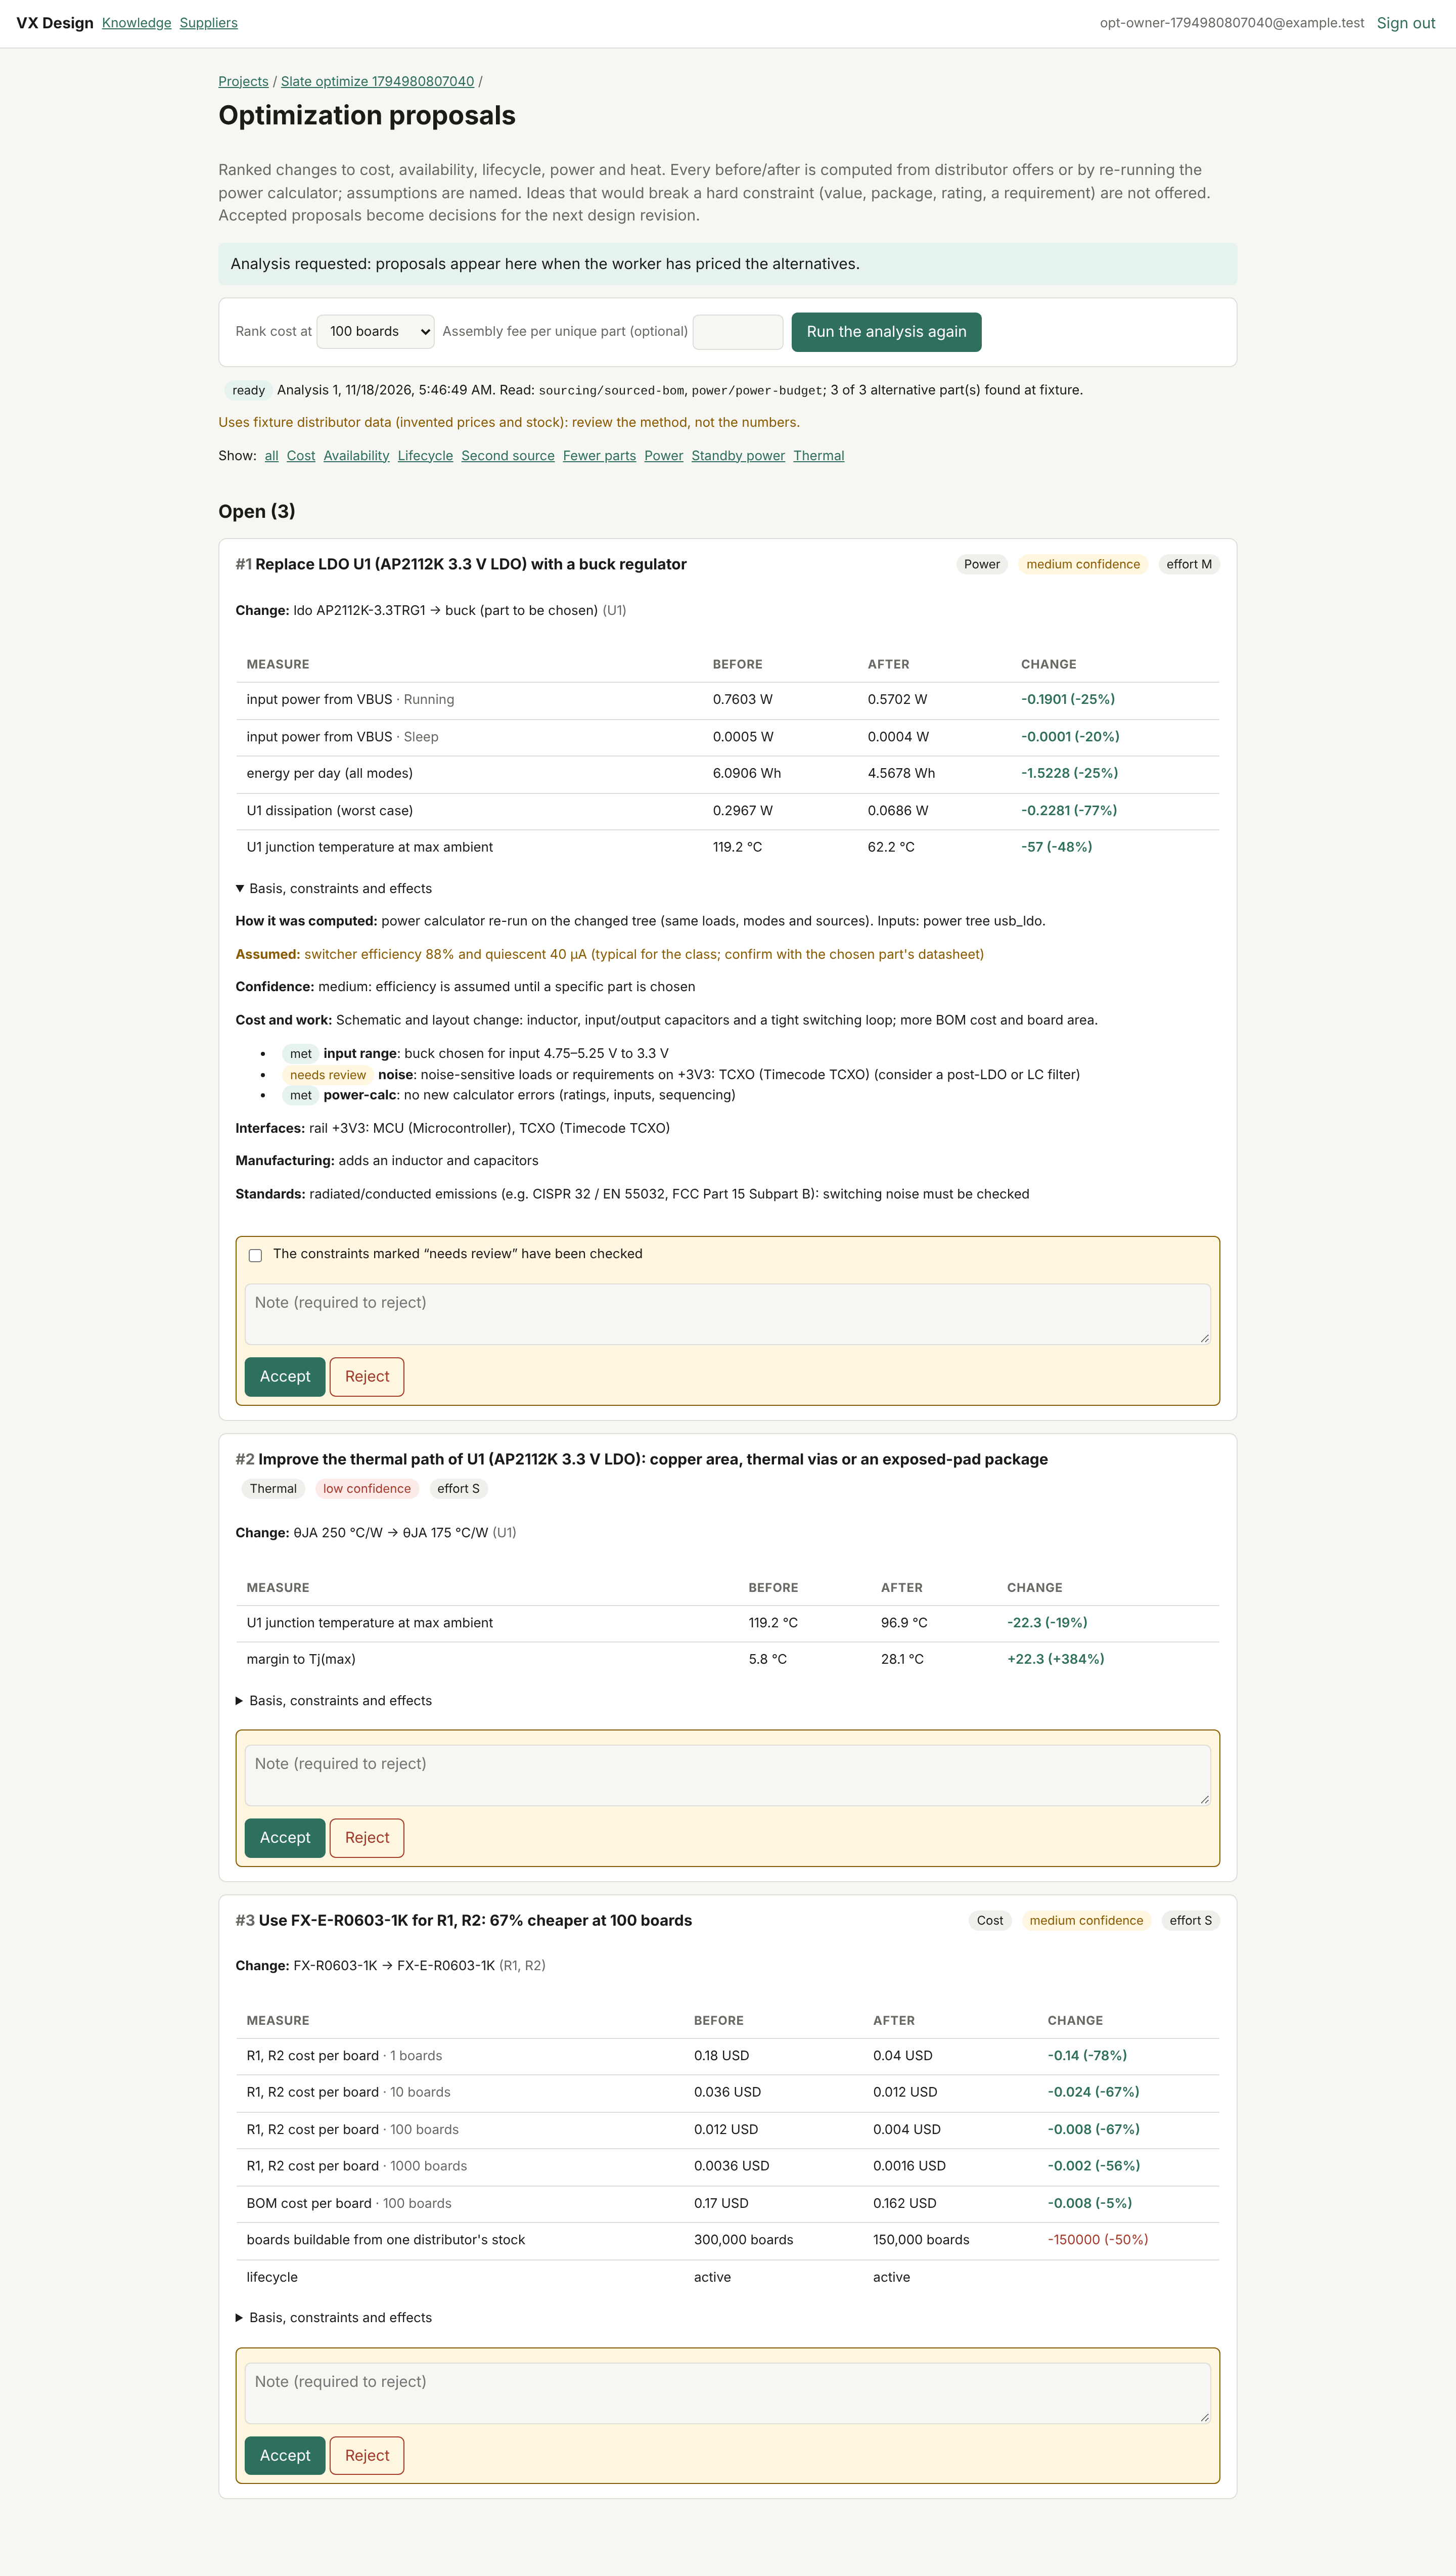 VX Design Knowledge Suppliers opt-owner-1794980807040@example.test Sign out
Projects / Slate optimize 1794980807040 /
Optimization proposals
Ranked changes to cost, availability, lifecycle, power and heat. Every before/after is computed from distributor offers or by re-running the
power calculator; assumptions are named. Ideas that would break a hard constraint (value, package, rating, a requirement) are not offered.
Accepted proposals become decisions for the next design revision.
Analysis requested: proposals appear here when the worker has priced the alternatives.
Rank cost at 100 boards Assembly fee per unique part (optional) Run the analysis again
ready Analysis 1, 11/18/2026, 5:46:49 AM. Read: sourcing/sourced-bom, power/power-budget; 3 of 3 alternative part(s) found at fixture.
Uses fixture distributor data (invented prices and stock): review the method, not the numbers.
Show: all Cost Availability Lifecycle Second source Fewer parts Power Standby power Thermal
Open (3)
#1 Replace LDO U1 (AP2112K 3.3 V LDO) with a buck regulator Power medium confidence effort M
Change: ldo AP2112K-3.3TRG1 → buck (part to be chosen) (U1)
MEASURE BEFORE AFTER CHANGE
input power from VBUS · Running 0.7603 W 0.5702 W -0.1901 (-25%)
input power from VBUS · Sleep 0.0005 W 0.0004 W -0.0001 (-20%)
energy per day (all modes) 6.0906 Wh 4.5678 Wh -1.5228 (-25%)
U1 dissipation (worst case) 0.2967 W 0.0686 W -0.2281 (-77%)
U1 junction temperature at max ambient 119.2 °C 62.2 °C -57 (-48%)
▼ Basis, constraints and effects
How it was computed: power calculator re-run on the changed tree (same loads, modes and sources). Inputs: power tree usb_ldo.
Assumed: switcher efficiency 88% and quiescent 40 µA (typical for the class; confirm with the chosen part's datasheet)
Confidence: medium: efficiency is assumed until a specific part is chosen
Cost and work: Schematic and layout change: inductor, input/output capacitors and a tight switching loop; more BOM cost and board area.
• met input range: buck chosen for input 4.75–5.25 V to 3.3 V
• needs review noise: noise-sensitive loads or requirements on +3V3: TCXO (Timecode TCXO) (consider a post-LDO or LC filter)
• met power-calc: no new calculator errors (ratings, inputs, sequencing)
Interfaces: rail +3V3: MCU (Microcontroller), TCXO (Timecode TCXO)
Manufacturing: adds an inductor and capacitors
Standards: radiated/conducted emissions (e.g. CISPR 32 / EN 55032, FCC Part 15 Subpart B): switching noise must be checked
The constraints marked “needs review” have been checked
Note (required to reject)
Accept Reject
#2 Improve the thermal path of U1 (AP2112K 3.3 V LDO): copper area, thermal vias or an exposed-pad package
Thermal low confidence effort S
Change: θJA 250 °C/W → θJA 175 °C/W (U1)
MEASURE BEFORE AFTER CHANGE
U1 junction temperature at max ambient 119.2 °C 96.9 °C -22.3 (-19%)
margin to Tj(max) 5.8 °C 28.1 °C +22.3 (+384%)
▶ Basis, constraints and effects
Note (required to reject)
Accept Reject
#3 Use FX-E-R0603-1K for R1, R2: 67% cheaper at 100 boards Cost medium confidence effort S
Change: FX-R0603-1K → FX-E-R0603-1K (R1, R2)
MEASURE BEFORE AFTER CHANGE
R1, R2 cost per board · 1 boards 0.18 USD 0.04 USD -0.14 (-78%)
R1, R2 cost per board · 10 boards 0.036 USD 0.012 USD -0.024 (-67%)
R1, R2 cost per board · 100 boards 0.012 USD 0.004 USD -0.008 (-67%)
R1, R2 cost per board · 1000 boards 0.0036 USD 0.0016 USD -0.002 (-56%)
BOM cost per board · 100 boards 0.17 USD 0.162 USD -0.008 (-5%)
boards buildable from one distributor's stock 300,000 boards 150,000 boards -150000 (-50%)
lifecycle active active
▶ Basis, constraints and effects
Note (required to reject)
Accept Reject